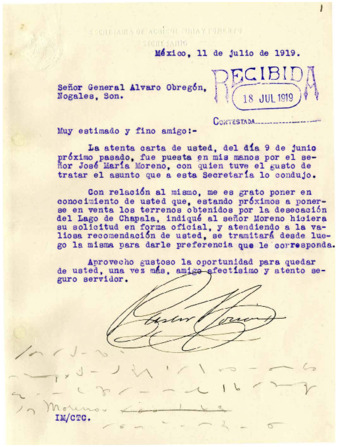 1
México, 11 de julio de 1919.
RECIBIDA
18 JUL 1919
CONTESTADA
Señor General Alvaro Obregón,
Nogales, Son.
Muy estimado y fino amigo:-
La atenta carta de usted, del día 9 de junio
próximo pasado, fue puesta en mis manos por el se-
ñor José María Moreno, con quien tuve el gusto de
tratar el asunto que a esta Secretaría lo condujo.
Con relación al mismo, me es grato poner en
conocimiento de usted que, estando próximos a poner-
se en venta los terrenos obtenidos por la desecación
del Lago de Chapala, indiqué al señor Moreno hiciera
su solicitud en forma oficial, y atendiendo a la va-
liosa recomendación de usted, se tramitará desde lue-
go la misma para darle preferencia que le corresponda.
Aprovecho gustoso la oportunidad para quedar
de usted, una vez más, amigo afectísimo y atento se-
guro servidor.
Moreno
IM/CTC.